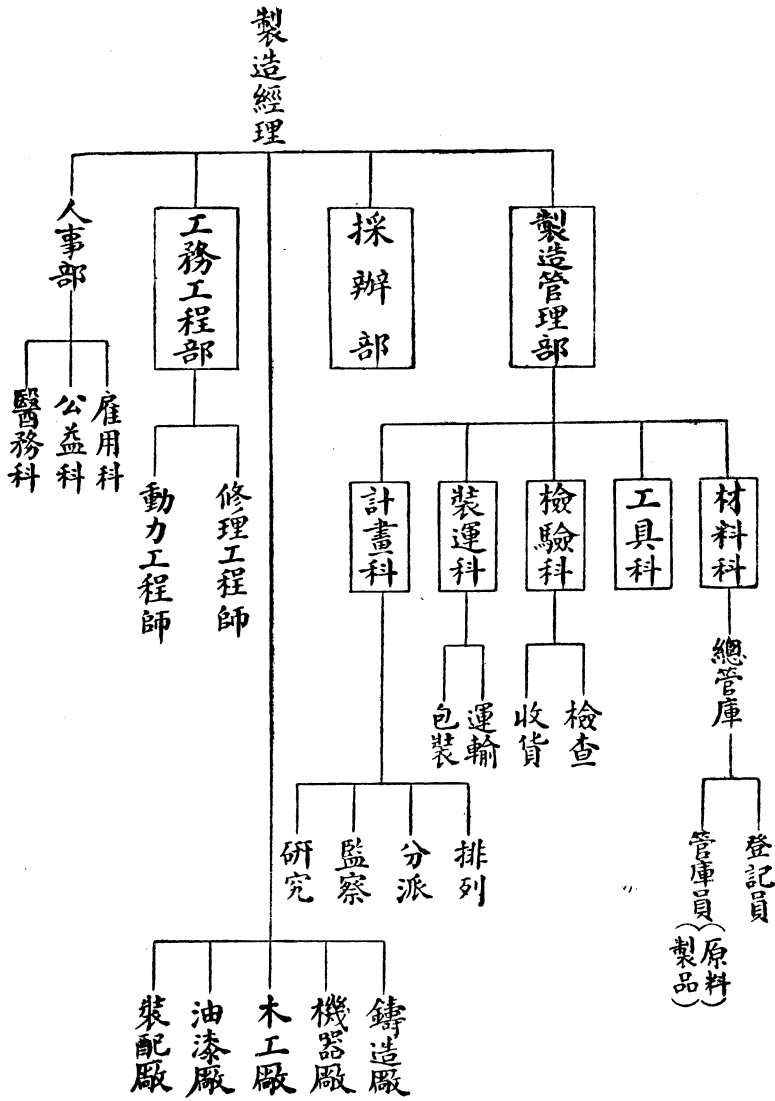 製造經理
製造管理部
採辦部
工務工程部
人事部
材料科
工具科
檢驗科
裝運科
計畫科
修理工程師
動力工程師
雇用科
公益科
醫務科
總管庫
檢查
收貨
運輸
包裝
登記員
管庫員(原料)(製品)
排列
分派
監察
研究
鑄造廠
機器廠
木工廠
油漆廠
裝配廠